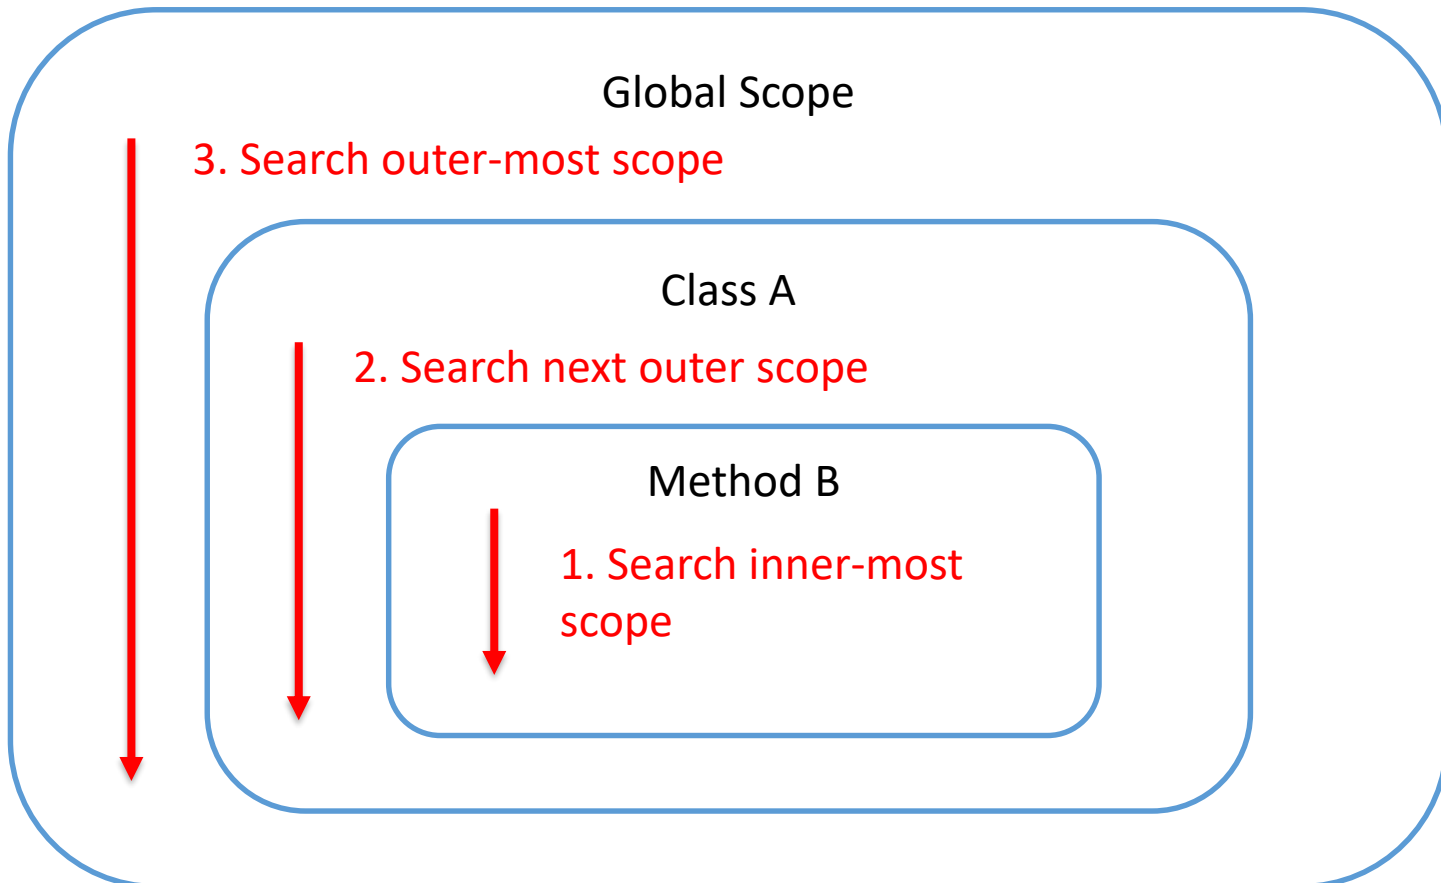 Global Scope
3. Search outer-most scope
Class A
2. Search next outer scope
Method B
1. Search inner-most
scope